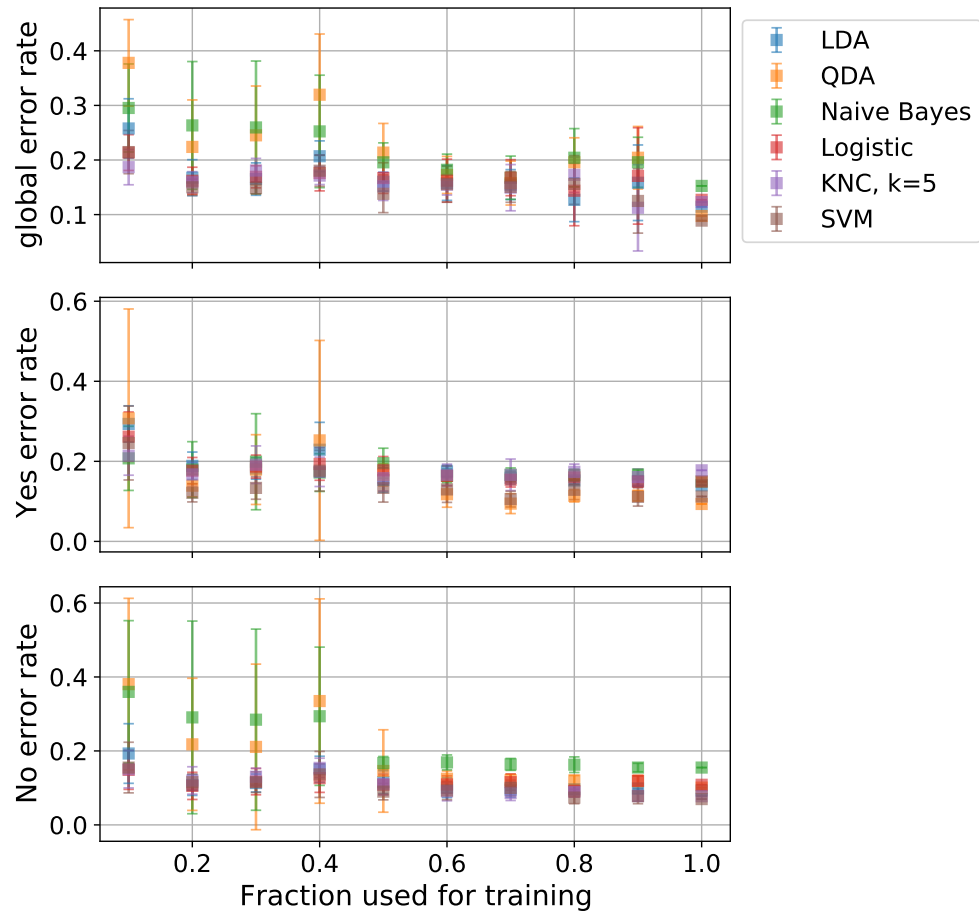 global error rate
0.4
0.3
0.2
0.1
LDA
QDA
Naive Bayes
Logistic
KNC, k=5
SVM
Yes error rate
0.6
0.4
0.2
0.0
No error rate
0.6
0.4
0.2
0.0
0.2 0.4 0.6 0.8 1.0
Fraction used for training